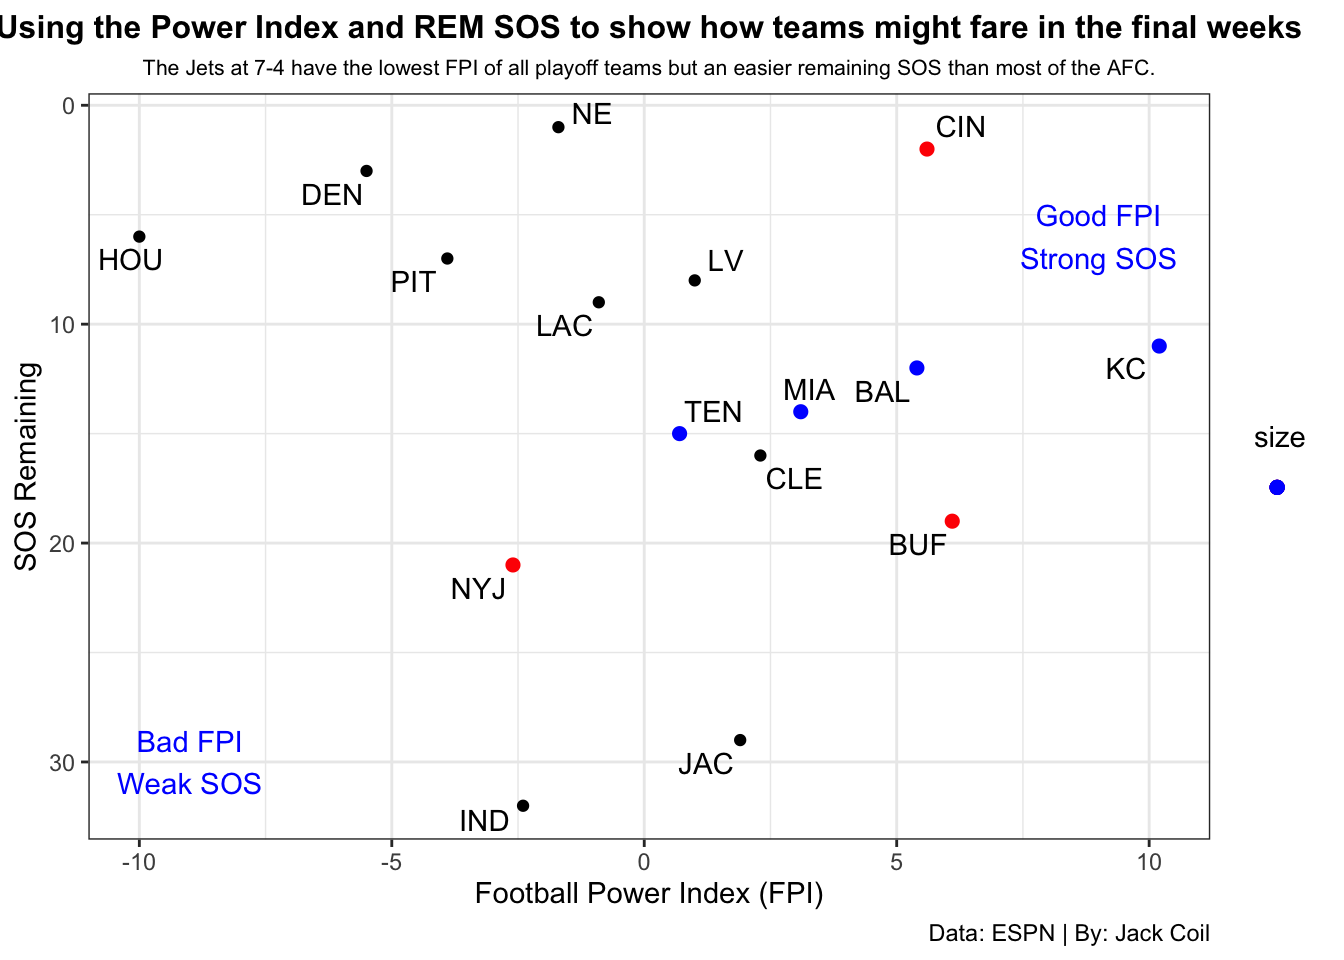 Using the Power Index and REM SOS to show how teams might fare in the final weeks
The Jets at 7-4 have the lowest FPI of all playoff teams but an easier remaining SOS than most of the AFC.
0
NE
CIN
DEN
Good FPI
HOU
LV
Strong SOS
PIT
10
LAC
KC
MIA
BAL
TEN
SOS Remaining
size
CLE
20
BUF
NYJ
Bad FPI
30
JAC
Weak SOS
IND
-10
-5
0
5
10
Football Power Index (FPI)
Data: ESPN | By: Jack Coil